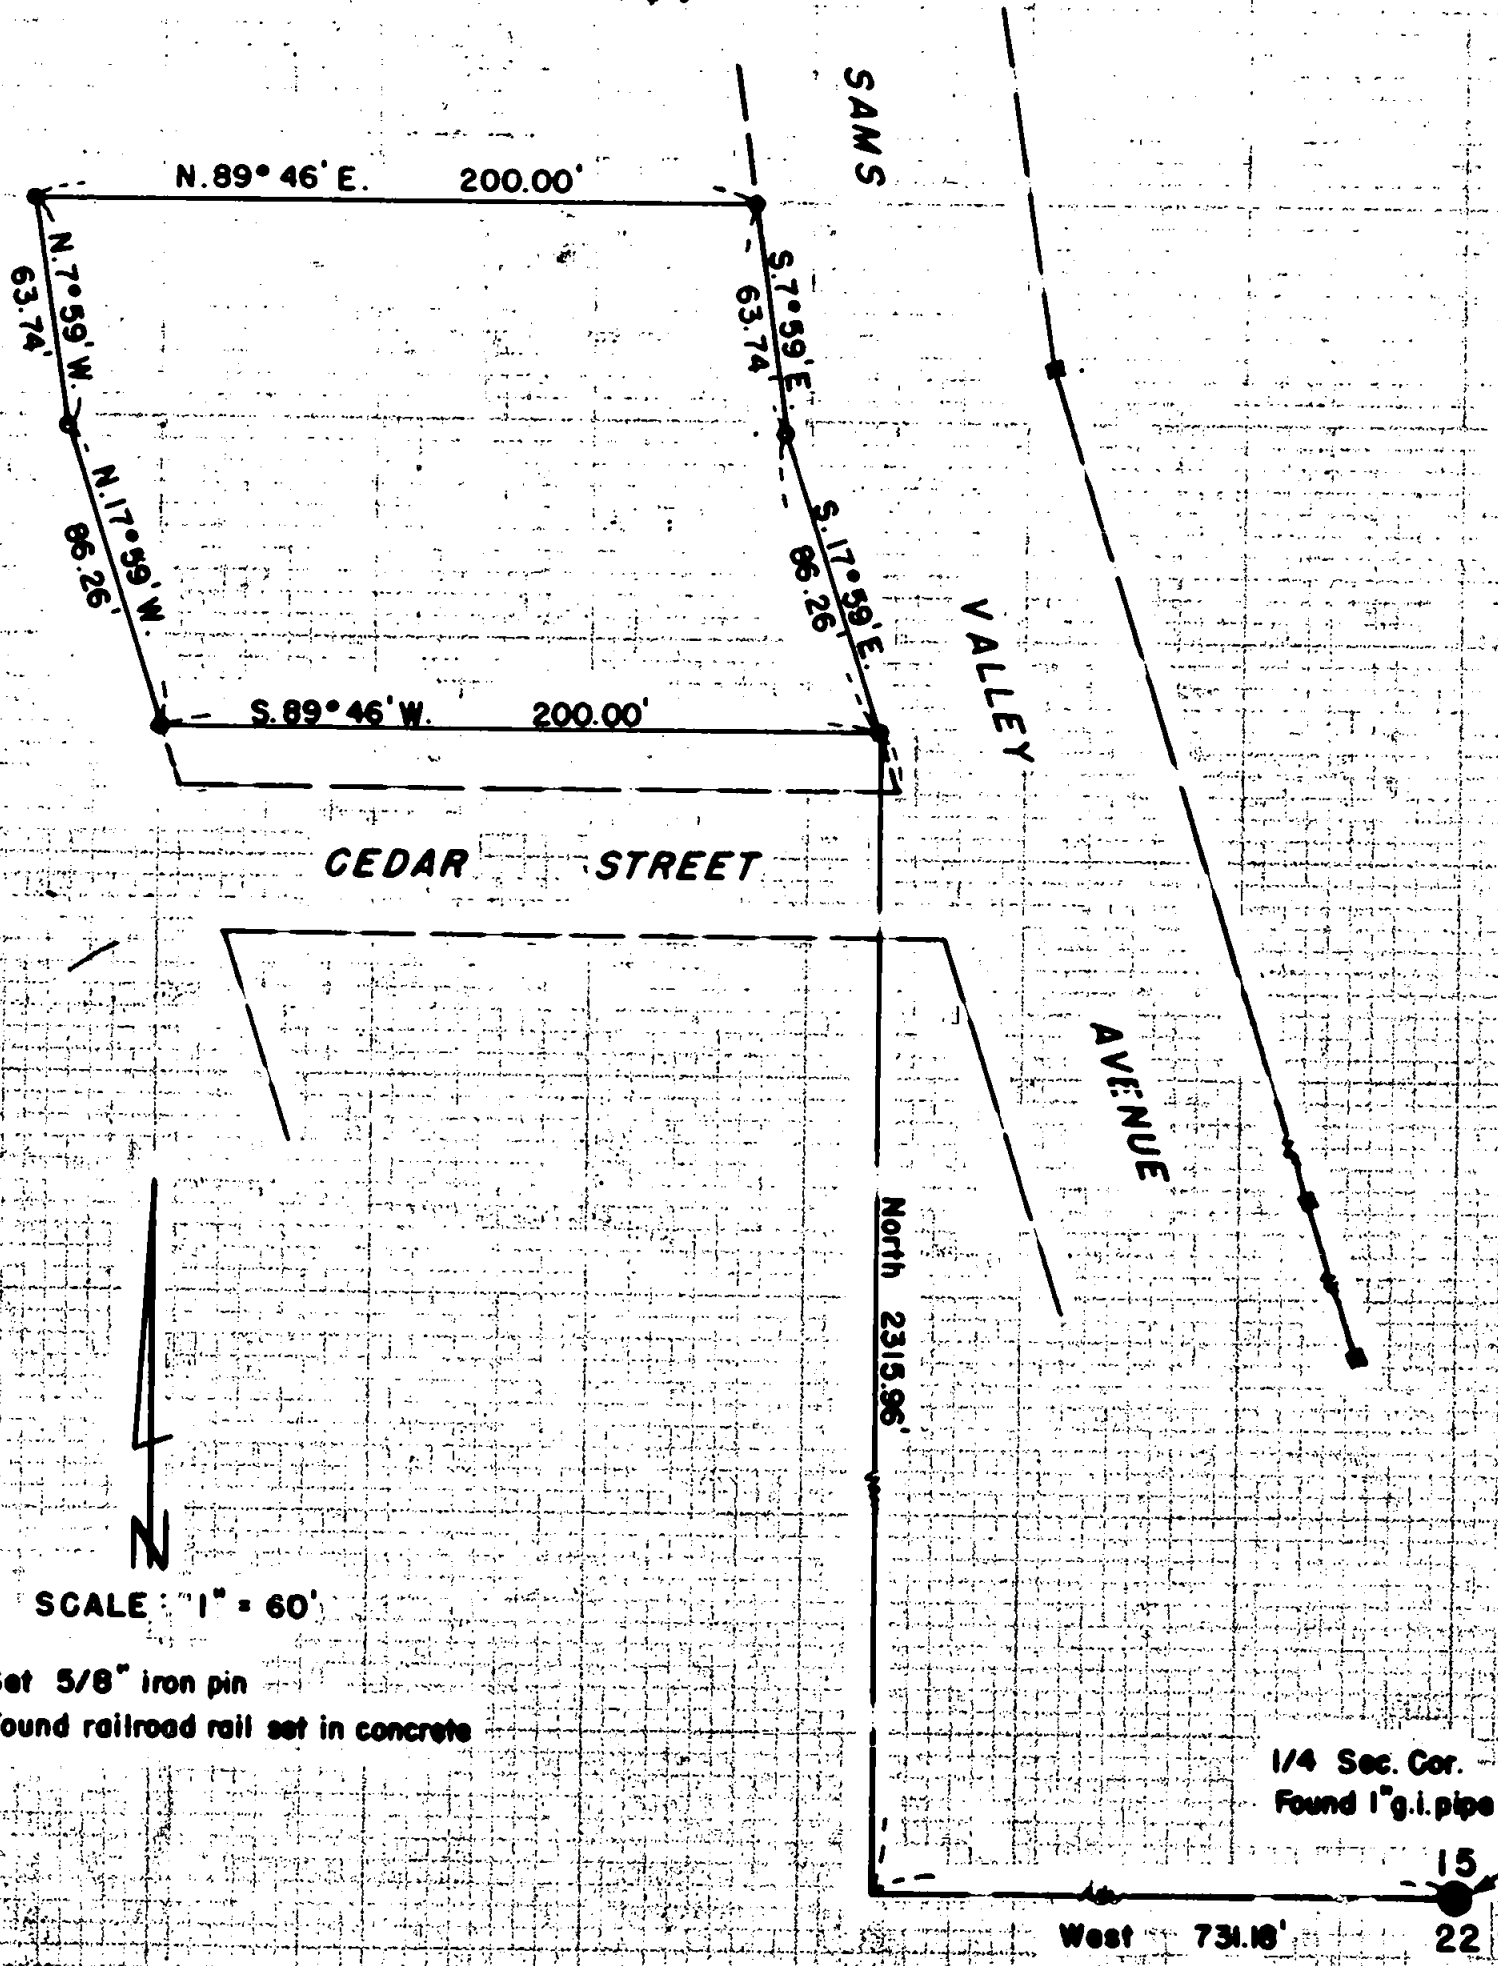 SAMS
N. 89° 46' E. 200.00'
N. 7° 59' W.
63.74'
S. 7° 59' E.
63.74'
N. 17° 59' W.
86.26'
S. 17° 59' E.
86.26'
VALLEY
S. 89° 46' W. 200.00'
CEDAR STREET
AVENUE
North 2315.96'
N
SCALE : 1" = 60'
Set 5/8" iron pin
ound railroad rail set in concrete
1/4 Sec. Cor.
Found 1" g.i. pipe
15
West 731.18'
22